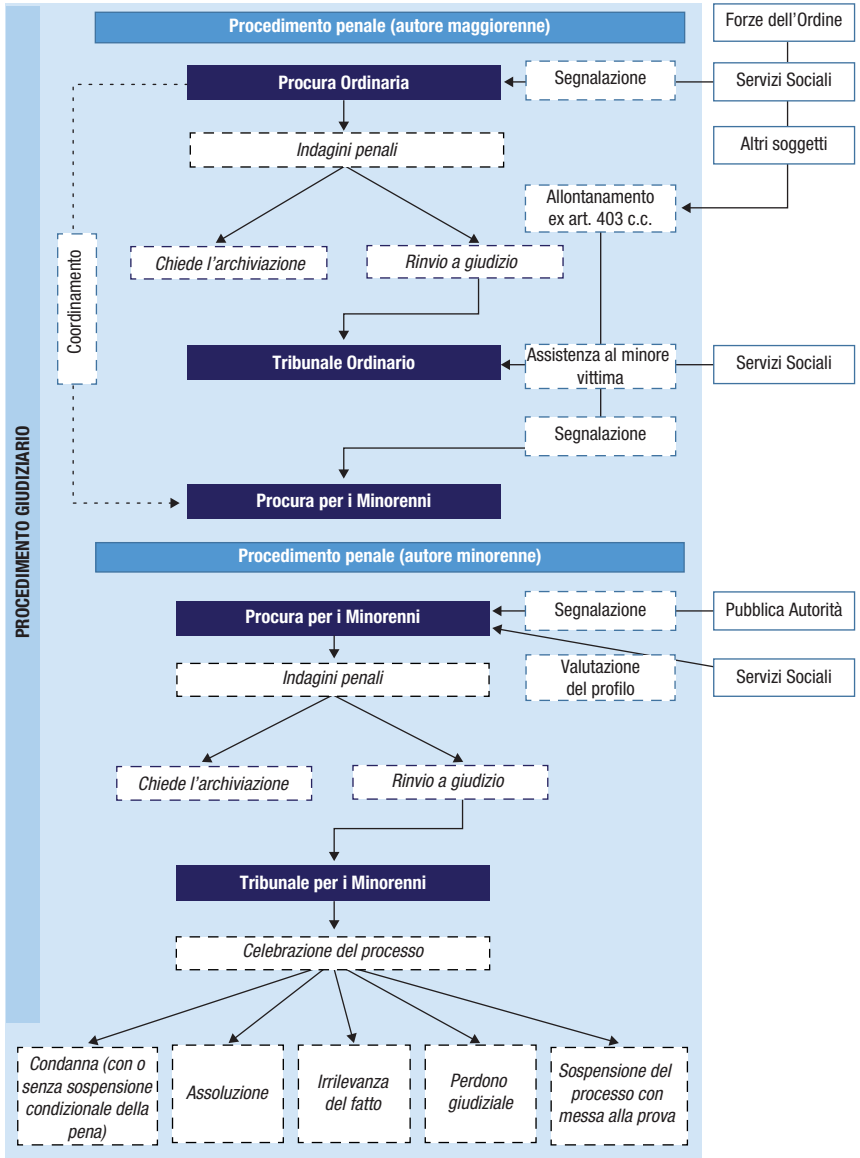 Procedimento penale (autore maggiorenne)
Forze dell'Ordine
Procura Ordinaria
Segnalazione
Servizi Sociali
Indagini penali
Altri soggetti
Allontanamento
ex art. 403 c.c.
Coordinamento
Chiede l'archiviazione
Rinvio a giudizio
Tribunale Ordinario
Assistenza al minore
vittima
Servizi Sociali
Segnalazione
Procura per i Minorenni
PROCEDIMENTO GIUDIZIARIO
Procedimento penale (autore minorenne)
Procura per i Minorenni
Segnalazione
Pubblica Autorità
Indagini penali
Valutazione
del profilo
Servizi Sociali
Chiede l'archiviazione
Rinvio a giudizio
Tribunale per i Minorenni
Celebrazione del processo
Condanna (con o
senza sospensione
condizionale della
pena)
Assoluzione
Irrilevanza
del fatto
Perdono
giudiziale
Sospensione del
processo con
messa alla prova